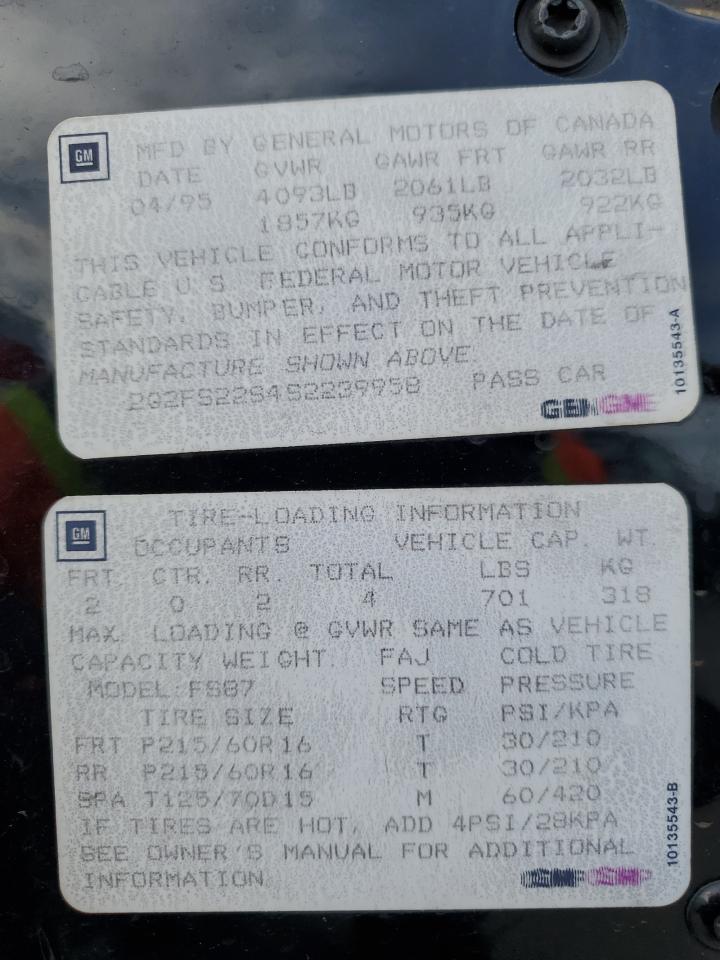 GM
MFD BY GENERAL MOTORS OF CANADA
DATE GVWR GAWR FRT GAWR RR
04/95 4093LB 2061LB 2032LB
1857KG 935KG 922KG
THIS VEHICLE CONFORMS TO ALL APPLI-
CABLE U.S. FEDERAL MOTOR VEHICLE
SAFETY, BUMPER, AND THEFT PREVENTION
STANDARDS IN EFFECT ON THE DATE OF
MANUFACTURE SHOWN ABOVE.
2G2FS22S4S2239958 PASS CAR
10135543-A
GM
TIRE-LOADING INFORMATION
OCCUPANTS VEHICLE CAP. WT.
FRT. CTR. RR. TOTAL LBS KG
2 0 2 4 701 318
MAX. LOADING @ GVWR SAME AS VEHICLE
CAPACITY WEIGHT. FAJ COLD TIRE
MODEL:FS87 SPEED PRESSURE
TIRE SIZE RTG PSI/KPA
FRT P215/60R16 T 30/210
RR P215/60R16 T 30/210
SPA T125/70D15 M 60/420
IF TIRES ARE HOT, ADD 4PSI/28KPA
SEE OWNER'S MANUAL FOR ADDITIONAL
INFORMATION
10135543-B